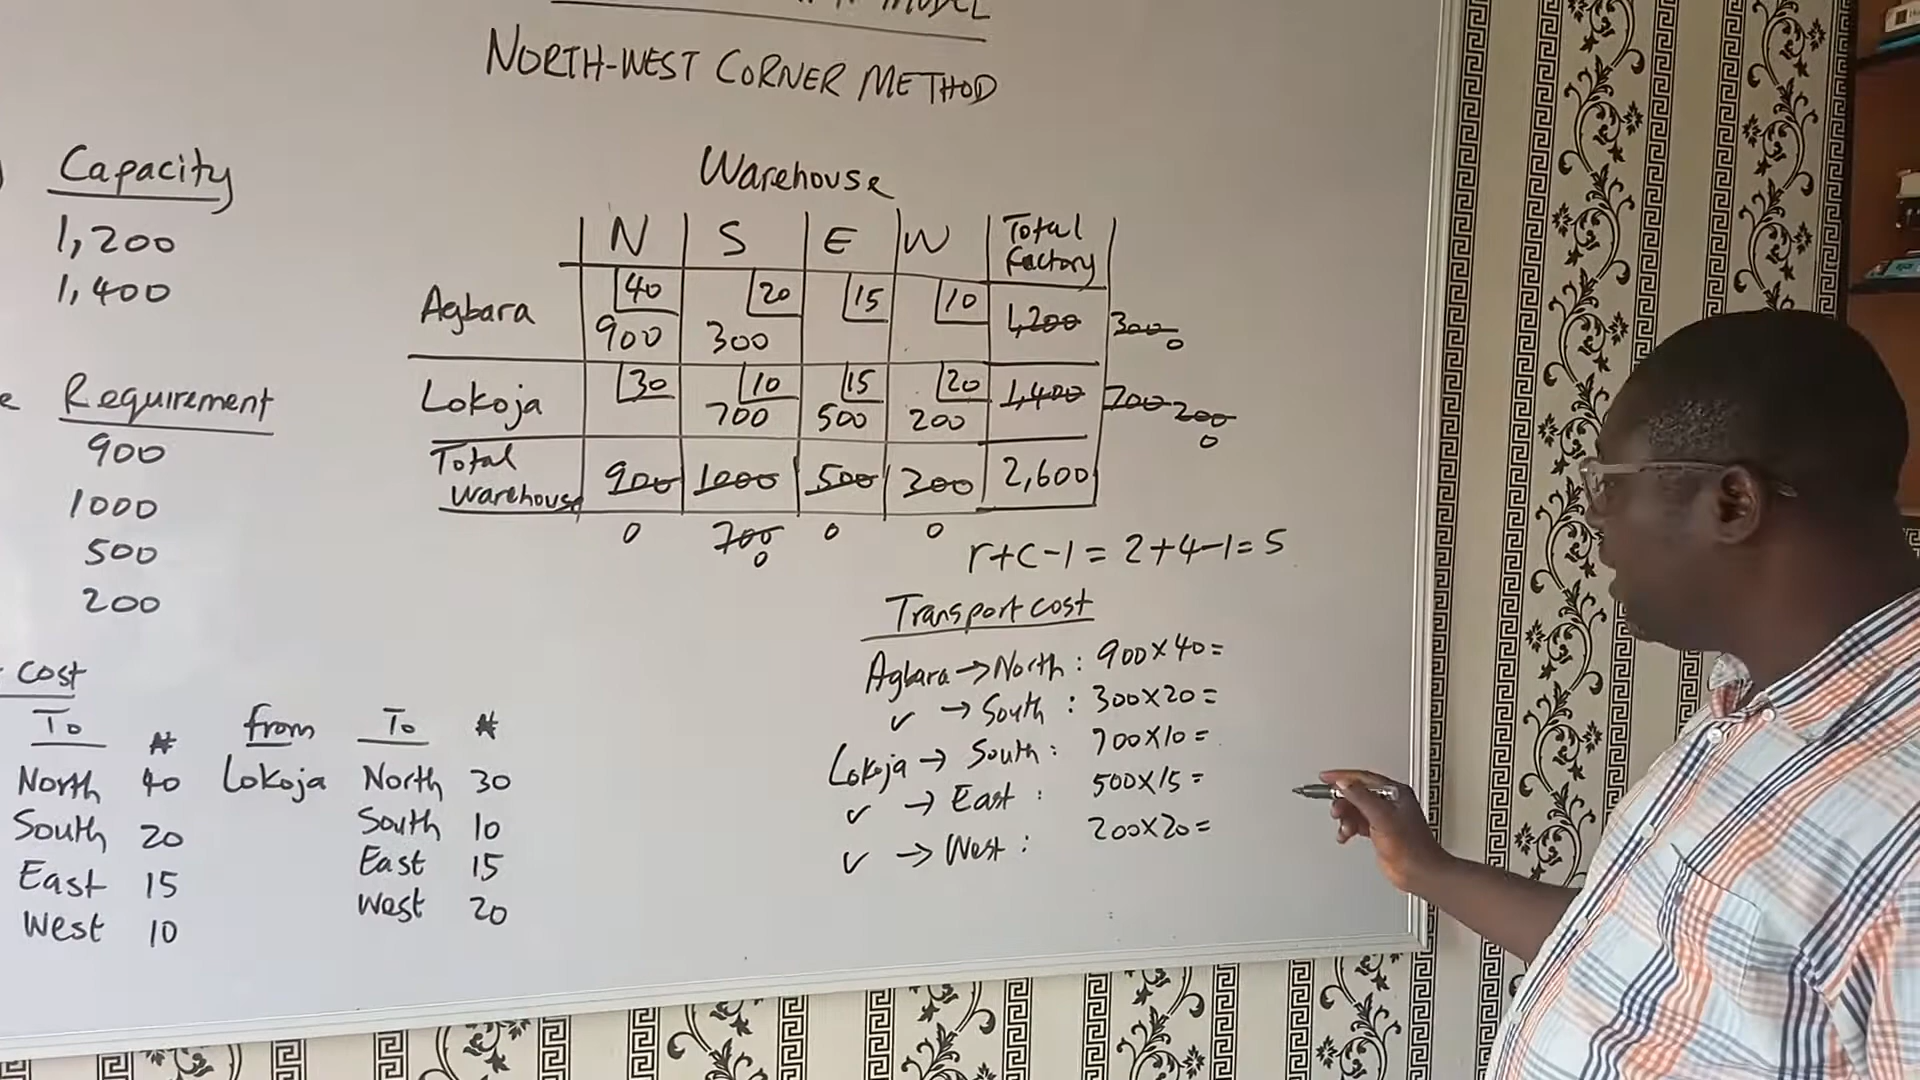 MODEL
NORTH-WEST CORNER METHOD
Capacity
1,200
1,400
Requirement
900
1000
500
200
Cost
To ₦ from To ₦
North 40 Lokoja North 30
South 20 South 10
East 15 East 15
West 10 West 20
Warehouse
N S E W Total factory
Agbara 40 20 15 10 1,200 300 0
900 300
Lokoja 30 10 15 20 1,400 700 200 0
700 500 200
Total warehouse 900 1000 500 300 2,600
0 700 0 0
0
r+c-1 = 2+4-1=5
Transport cost
Agbara → North : 900×40=
✓ → South : 300×20=
Lokoja → South : 700×10=
✓ → East : 500×15=
✓ → West : 200×20=